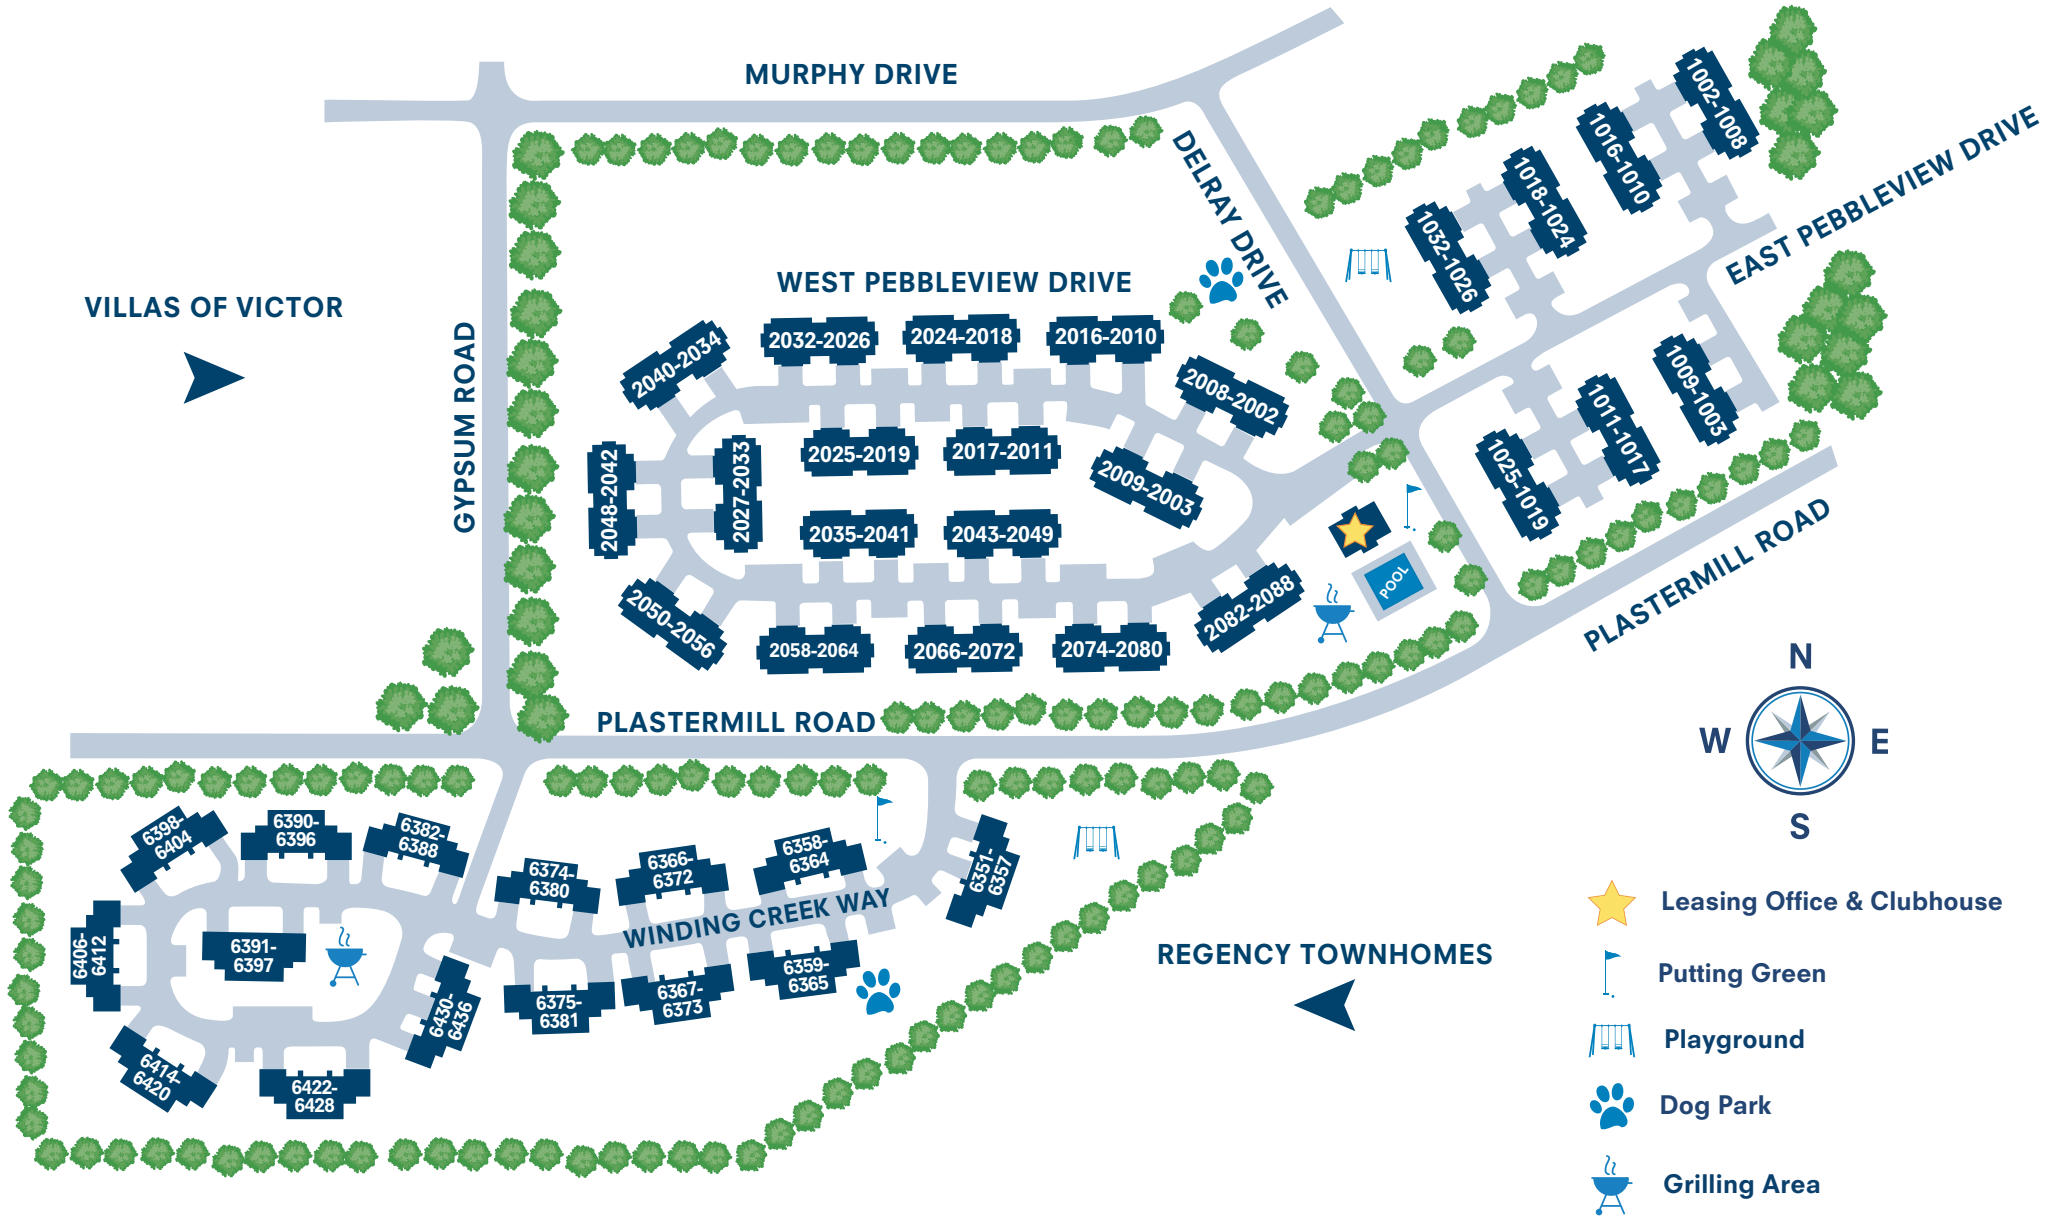 MURPHY DRIVE
DELRAY DRIVE
1002-1008
1016-1010
1018-1024
1032-1026
EAST PEBBLEVIEW DRIVE
VILLAS OF VICTOR
GYPSUM ROAD
WEST PEBBLEVIEW DRIVE
2040-2034
2032-2026
2024-2018
2016-2010
2008-2002
1009-1003
1011-1017
1025-1019
2048-2042
2027-2033
2025-2019
2017-2011
2009-2003
2035-2041
2043-2049
POOL
2050-2056
2058-2064
2066-2072
2074-2080
2082-2088
PLASTERMILL ROAD
PLASTERMILL ROAD
N
W
E
S
6398-
6404
6390-
6396
6382-
6388
6374-
6380
6366-
6372
6358-
6364
6351-
6357
WINDING CREEK WAY
6406-
6412
6391-
6397
6430-
6436
6375-
6381
6367-
6373
6359-
6365
6414-
6420
6422-
6428
REGENCY TOWNHOMES
Leasing Office & Clubhouse
Putting Green
Playground
Dog Park
Grilling Area